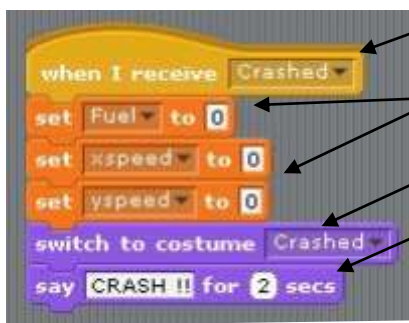 when I receive Crashed
set Fuel to 0
set xspeed to 0
set yspeed to 0
switch to costume Crashed
say CRASH !! for 2 secs